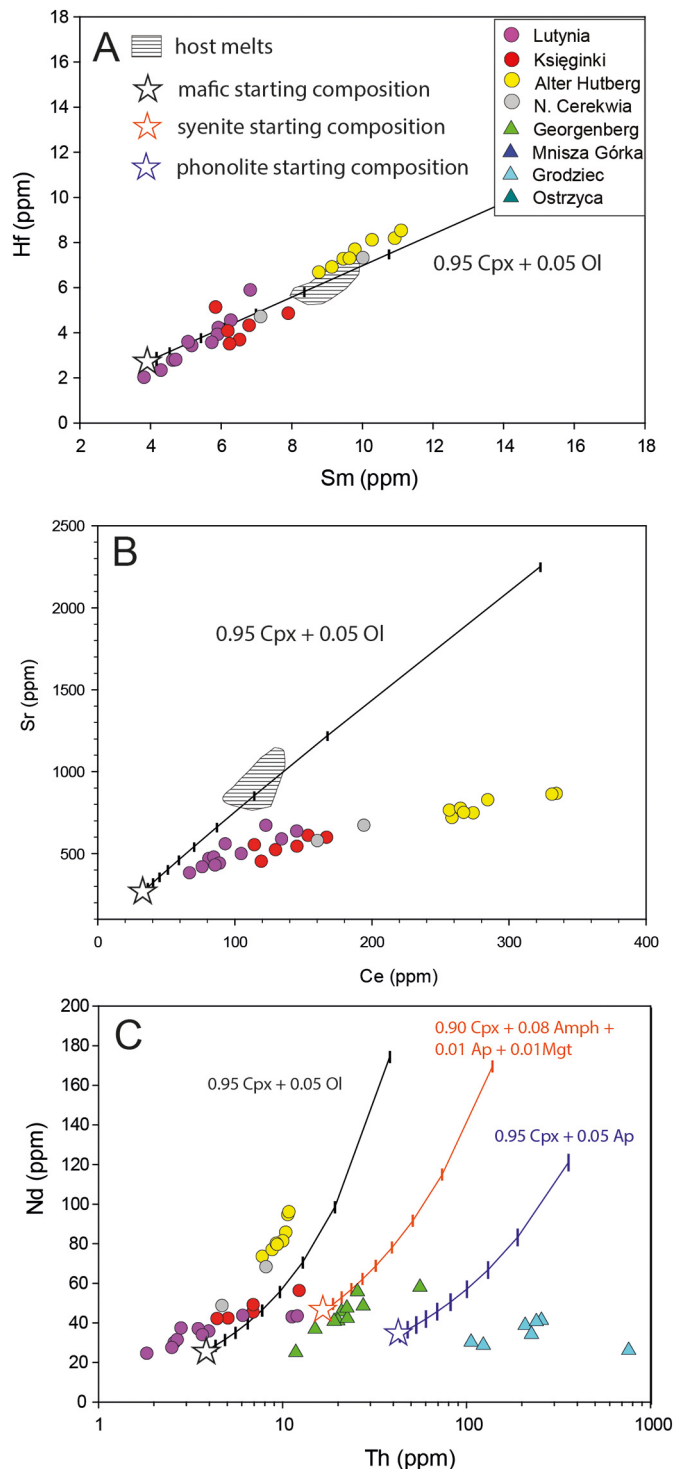 A
host melts
mafic starting composition
syenite starting composition
phonolite starting composition
Lutynia
Księginki
Alter Hutberg
N. Cerekwia
Georgenberg
Mnisza Górka
Grodziec
Ostrzyca
0.95 Cpx + 0.05 Ol
Hf (ppm)
18
16
14
12
10
8
6
4
2
0
2 4 6 8 10 12 14 16 18
Sm (ppm)
B
0.95 Cpx + 0.05 Ol
Sr (ppm)
2500
2000
1500
1000
500
0 100 200 300 400
Ce (ppm)
C
0.90 Cpx + 0.08 Amph +
0.01 Ap + 0.01Mgt
0.95 Cpx + 0.05 Ol
0.95 Cpx + 0.05 Ap
Nd (ppm)
200
180
160
140
120
100
80
60
40
20
0
1 10 100 1000
Th (ppm)